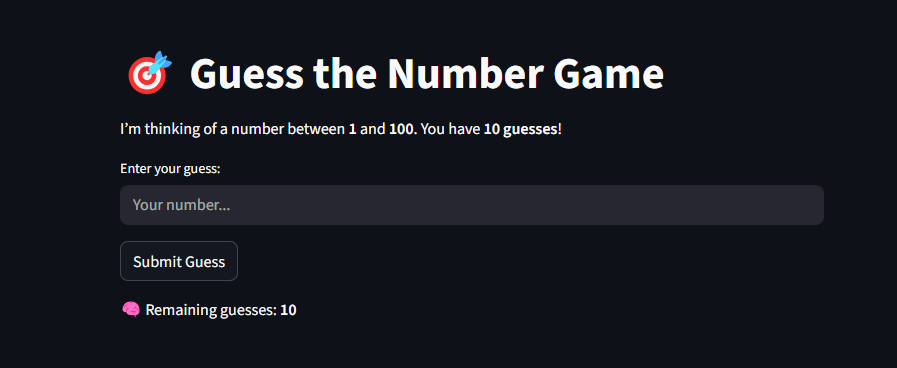 Guess the Number Game
I’m thinking of a number between 1 and 100. You have 10 guesses!
Enter your guess:
Your number...
Submit Guess
Remaining guesses: 10